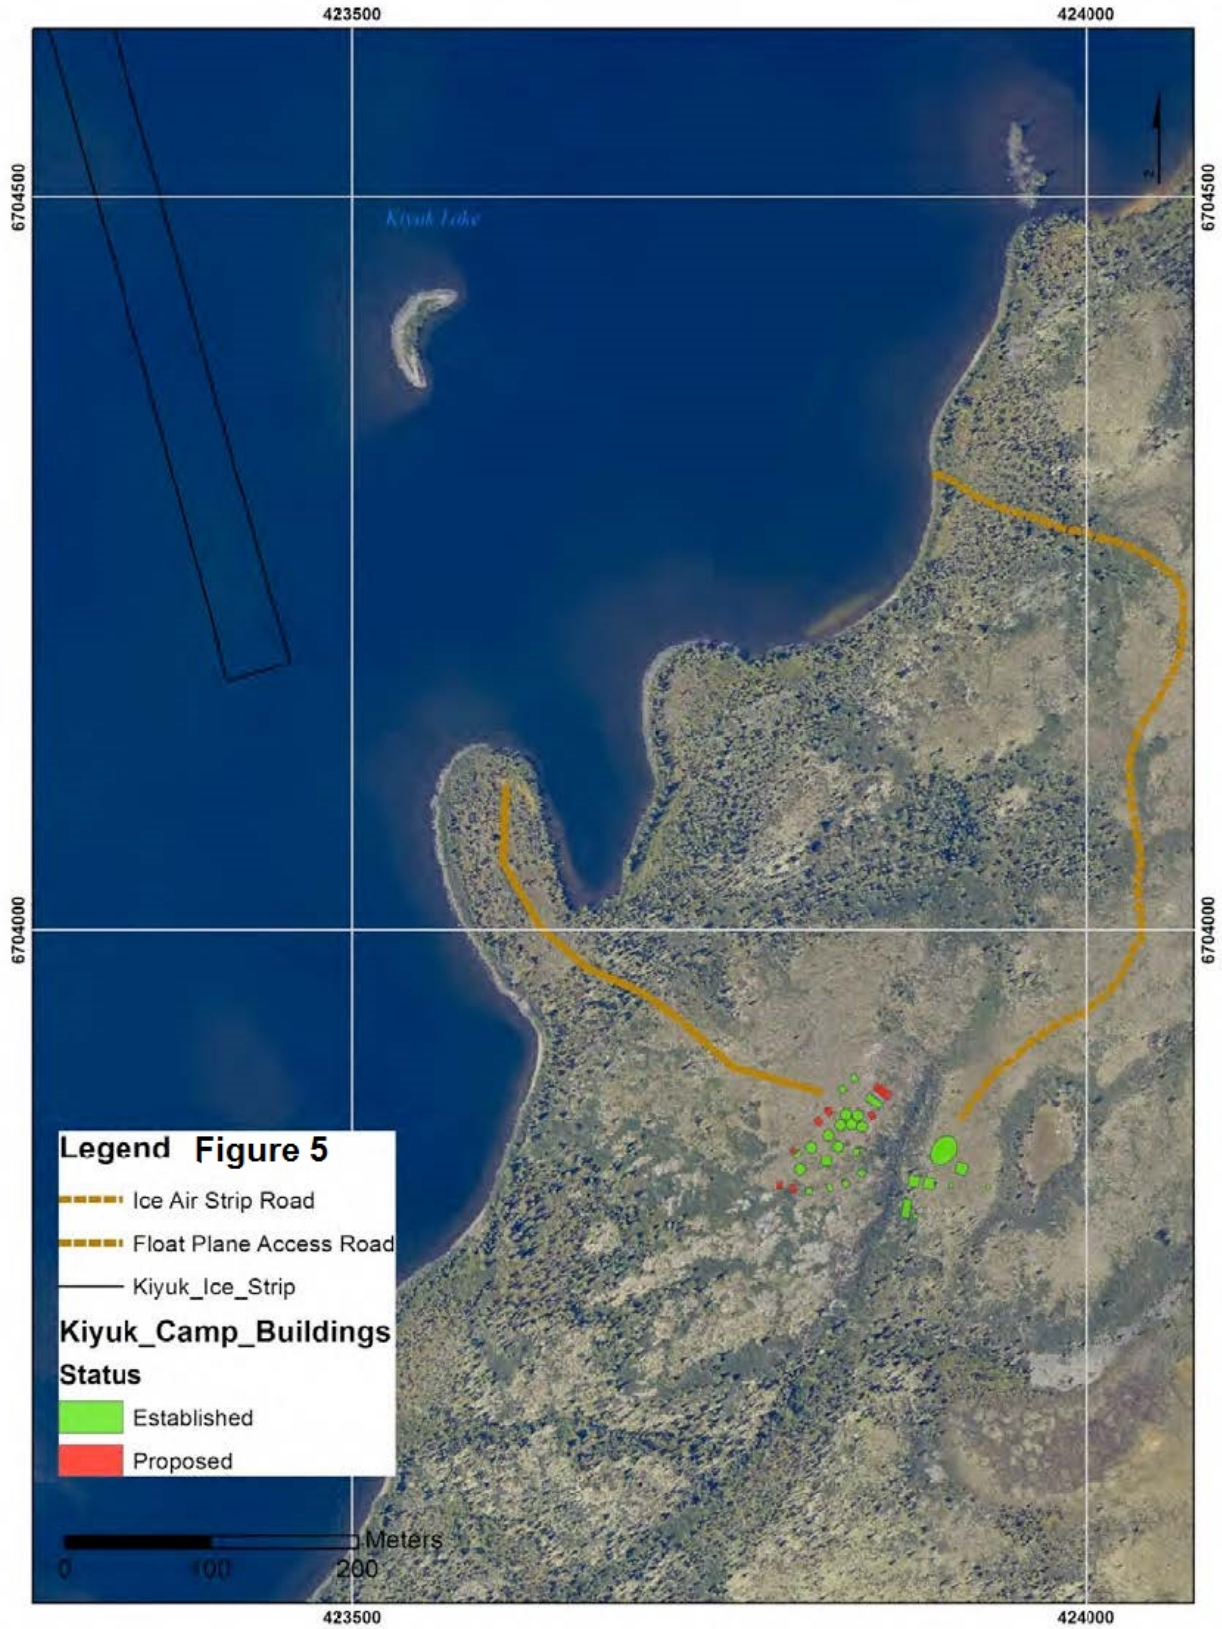 423500 424000
6704500 6704500
Kiyuk Lake
6704000 6704000
Legend Figure 5
Ice Air Strip Road
Float Plane Access Road
Kiyuk_Ice_Strip
Kiyuk_Camp_Buildings
Status
Established
Proposed
Meters
0 100 200
423500 424000